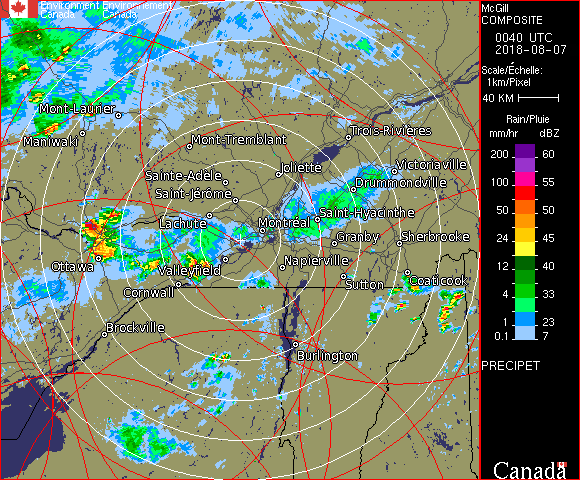 Environment Environnement
Canada Canada
McGill
COMPOSITE
0040 UTC
2018-08-07
Scale/Échelle:
1km/Pixel
40 KM
Rain/Pluie
mm/hr dBZ
200 60
100 55
50 50
24 45
12 40
4 33
1 23
0.1 7
PRECIPET
Canada
Mont-Laurier
Maniwaki
Mont-Tremblant
Trois-Rivières
Sainte-Adèle
Joliette
Victoriaville
Drummondville
Saint-Jérôme
Lachute
Montréal
Saint-Hyacinthe
Granby
Sherbrooke
Ottawa
Valleyfield
Napierville
Cornwall
Sutton
Coaticook
Brockville
Burlington